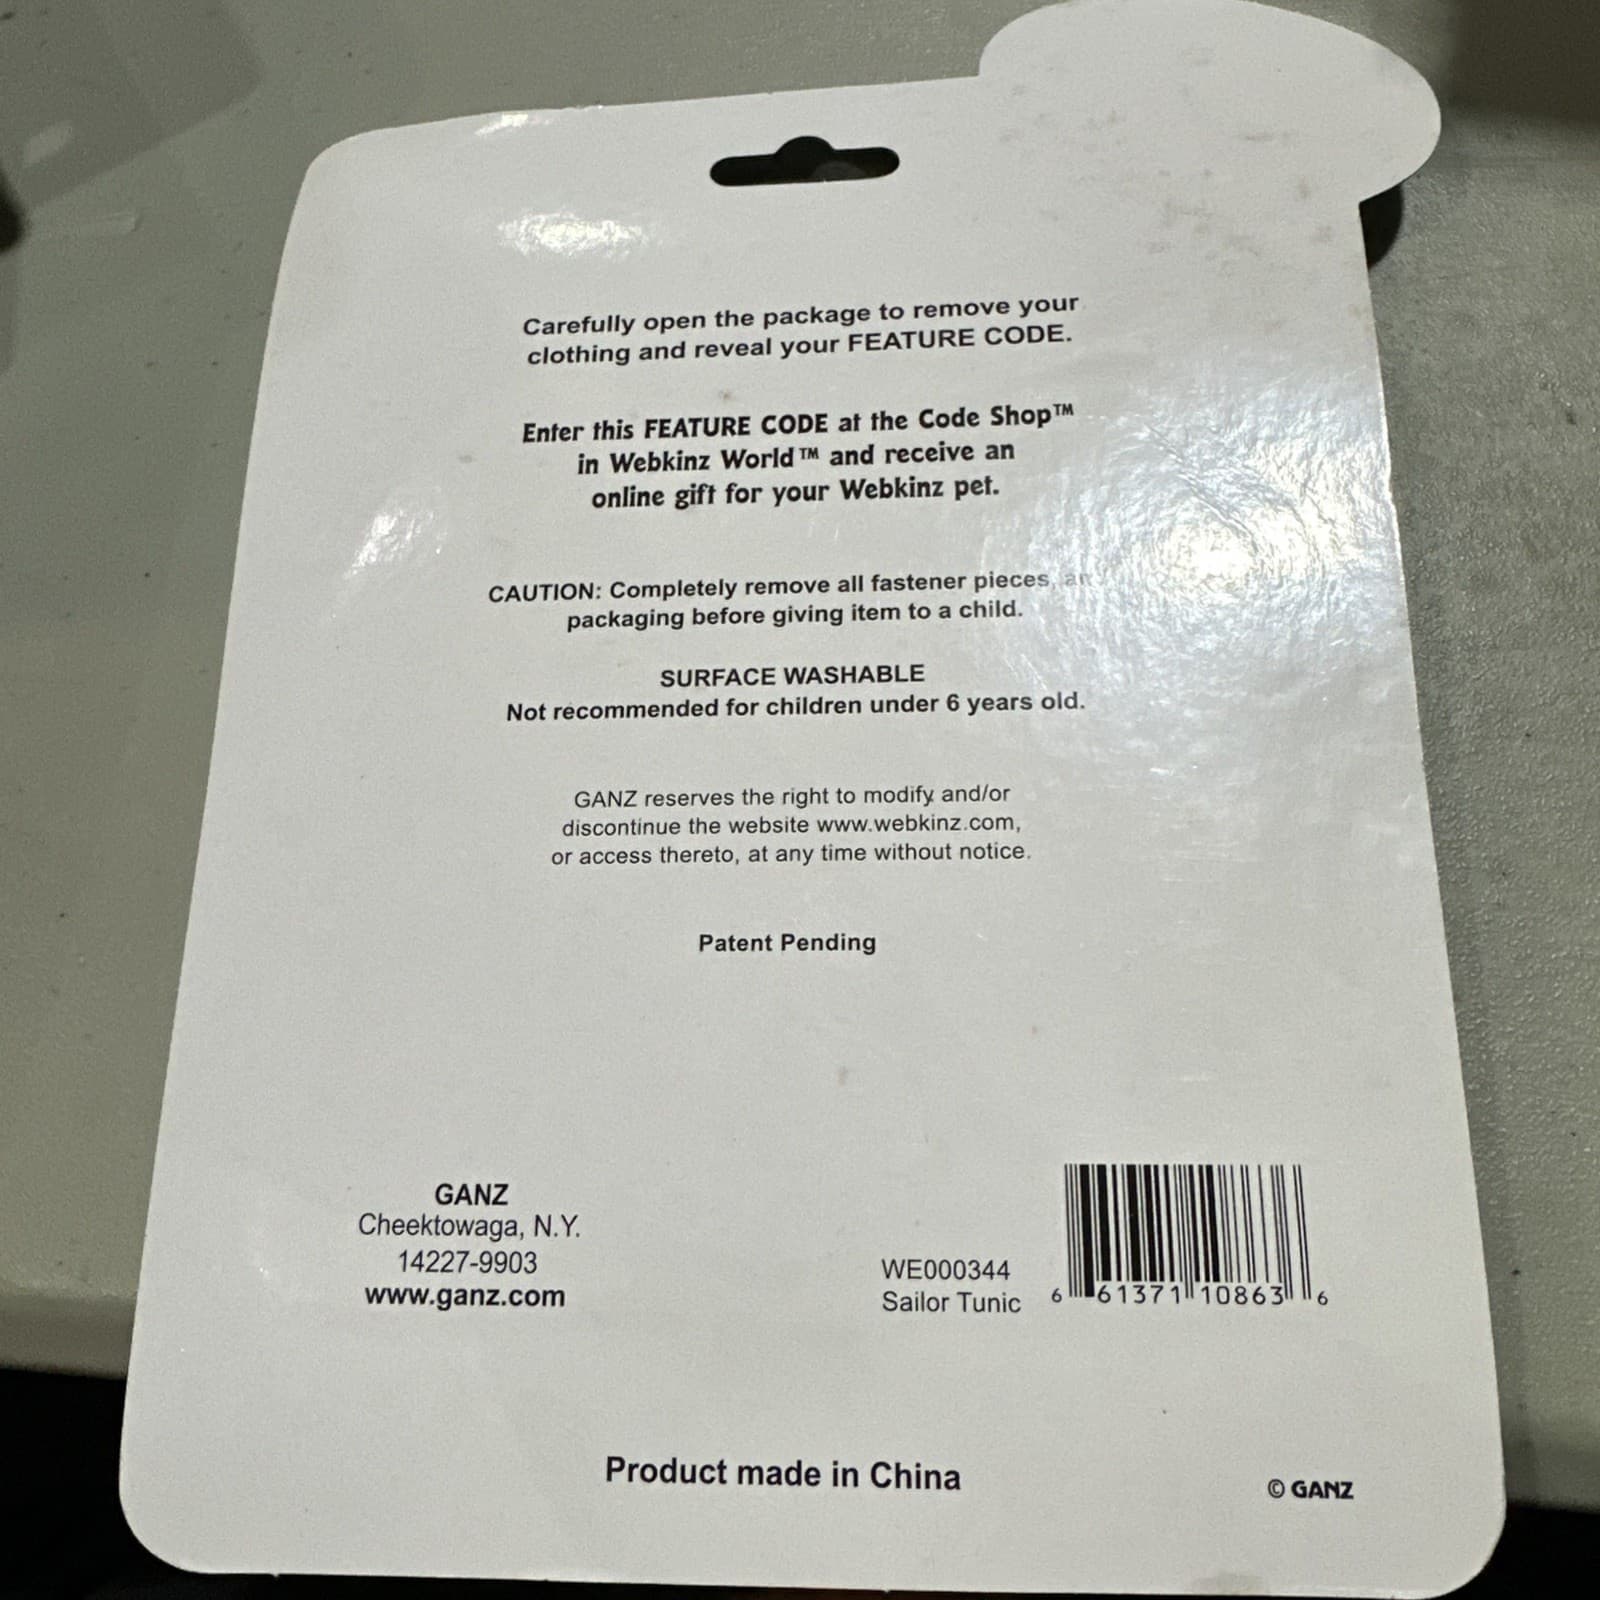 Carefully open the package to remove your
clothing and reveal your FEATURE CODE.
Enter this FEATURE CODE at the Code Shop™
in Webkinz World™ and receive an
online gift for your Webkinz pet.
CAUTION: Completely remove all fastener pieces,
packaging before giving item to a child.
SURFACE WASHABLE
Not recommended for children under 6 years old.
GANZ reserves the right to modify and/or
discontinue the website www.webkinz.com,
or access thereto, at any time without notice.
Patent Pending
GANZ
Cheektowaga, N.Y.
14227-9903
www.ganz.com
WE000344
Sailor Tunic
6 61371 10863 6
Product made in China
© GANZ